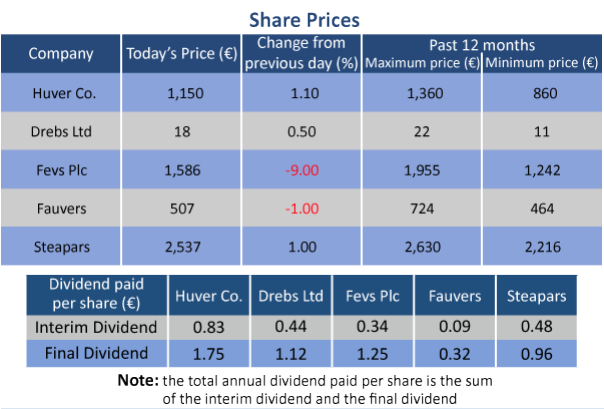 Share Prices
Company Today's Price (€) Change from previous day (%) Past 12 months
Maximum price (€) Minimum price (€)
Huver Co. 1,150 1.10 1,360 860
Drebs Ltd 18 0.50 22 11
Fevs Plc 1,586 -9.00 1,955 1,242
Fauvers 507 -1.00 724 464
Steapars 2,537 1.00 2,630 2,216
Dividend paid per share (€) Huver Co. Drebs Ltd Fevs Plc Fauvers Steapars
Interim Dividend 0.83 0.44 0.34 0.09 0.48
Final Dividend 1.75 1.12 1.25 0.32 0.96
Note: the total annual dividend paid per share is the sum
of the interim dividend and the final dividend